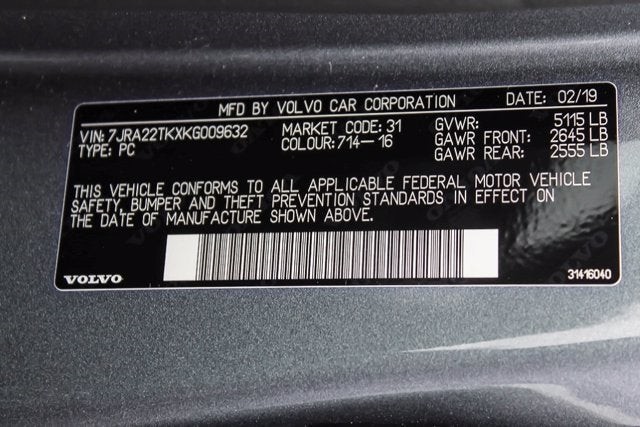 MFD BY VOLVO CAR CORPORATION DATE: 02/19
VIN: 7JRA22TKXKG009632 MARKET CODE: 31 GVWR: 5115 LB
TYPE: PC COLOUR: 714-16 GAWR FRONT: 2645 LB
GAWR REAR: 2555 LB
THIS VEHICLE CONFORMS TO ALL APPLICABLE FEDERAL MOTOR VEHICLE
SAFETY, BUMPER AND THEFT PREVENTION STANDARDS IN EFFECT ON
THE DATE OF MANUFACTURE SHOWN ABOVE.
VOLVO 31416040